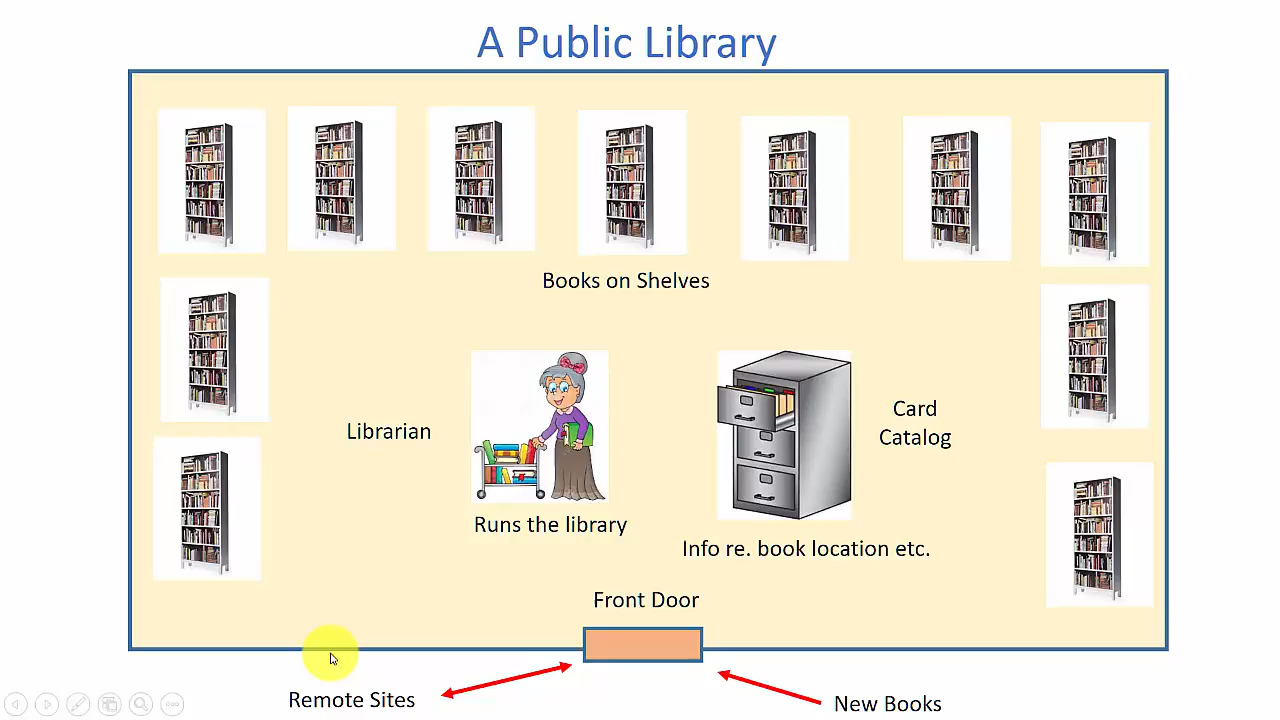 A Public Library
Books on Shelves
Librarian
Card
Catalog
Runs the library
Info re. book location etc.
Front Door
Remote Sites
New Books